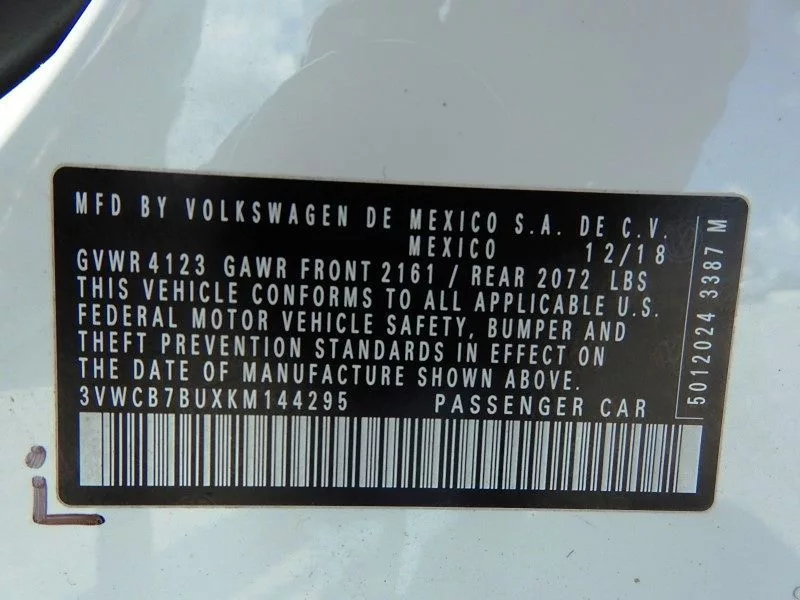 MFD BY VOLKSWAGEN DE MEXICO S.A. DE C.V.
MEXICO 12/18
GVWR 4123 GAWR FRONT 2161 / REAR 2072 LBS
THIS VEHICLE CONFORMS TO ALL APPLICABLE U.S.
FEDERAL MOTOR VEHICLE SAFETY, BUMPER AND
THEFT PREVENTION STANDARDS IN EFFECT ON
THE DATE OF MANUFACTURE SHOWN ABOVE.
3VWCB7BUXKM144295 PASSENGER CAR
5012024 3387 M